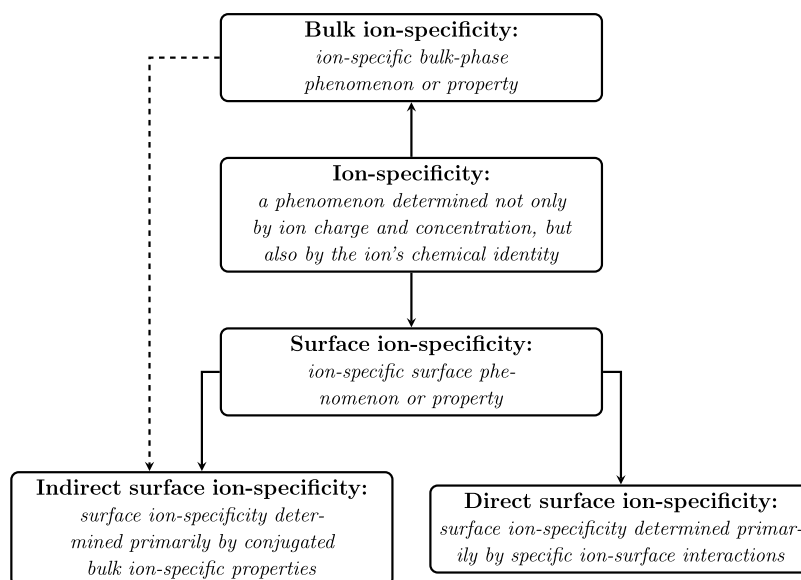 Bulk ion-specificity:
ion-specific bulk-phase
phenomenon or property
Ion-specificity:
a phenomenon determined not only
by ion charge and concentration, but
also by the ion's chemical identity
Surface ion-specificity:
ion-specific surface phe-
nomenon or property
Indirect surface ion-specificity:
surface ion-specificity deter-
mined primarily by conjugated
bulk ion-specific properties
Direct surface ion-specificity:
surface ion-specificity determined primar-
ily by specific ion-surface interactions